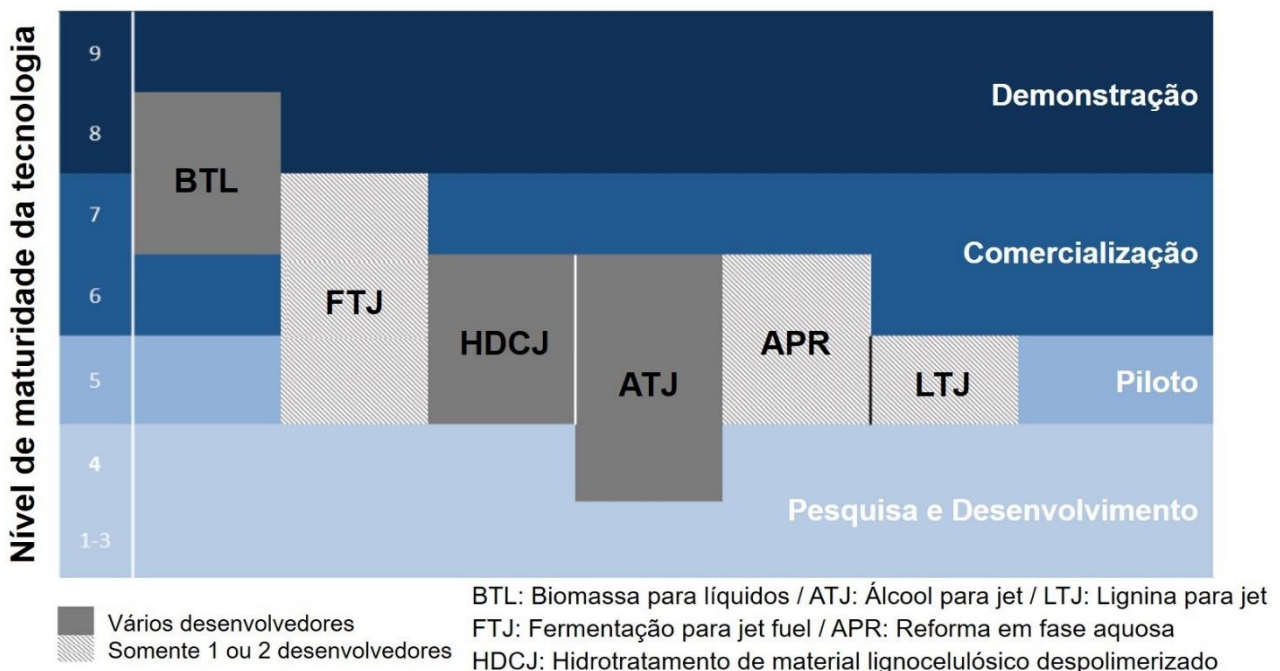 Nível de maturidade da tecnologia
9
Demonstração
8
BTL
7
Comercialização
6
FTJ
HDCJ
APR
5
ATJ
LTJ
Piloto
4
Pesquisa e Desenvolvimento
1-3
Vários desenvolvedores
Somente 1 ou 2 desenvolvedores
BTL: Biomassa para líquidos / ATJ: Álcool para jet / LTJ: Lignina para jet
FTJ: Fermentação para jet fuel / APR: Reforma em fase aquosa
HDCJ: Hidrotratamento de material lignocelulósico despolimerizado